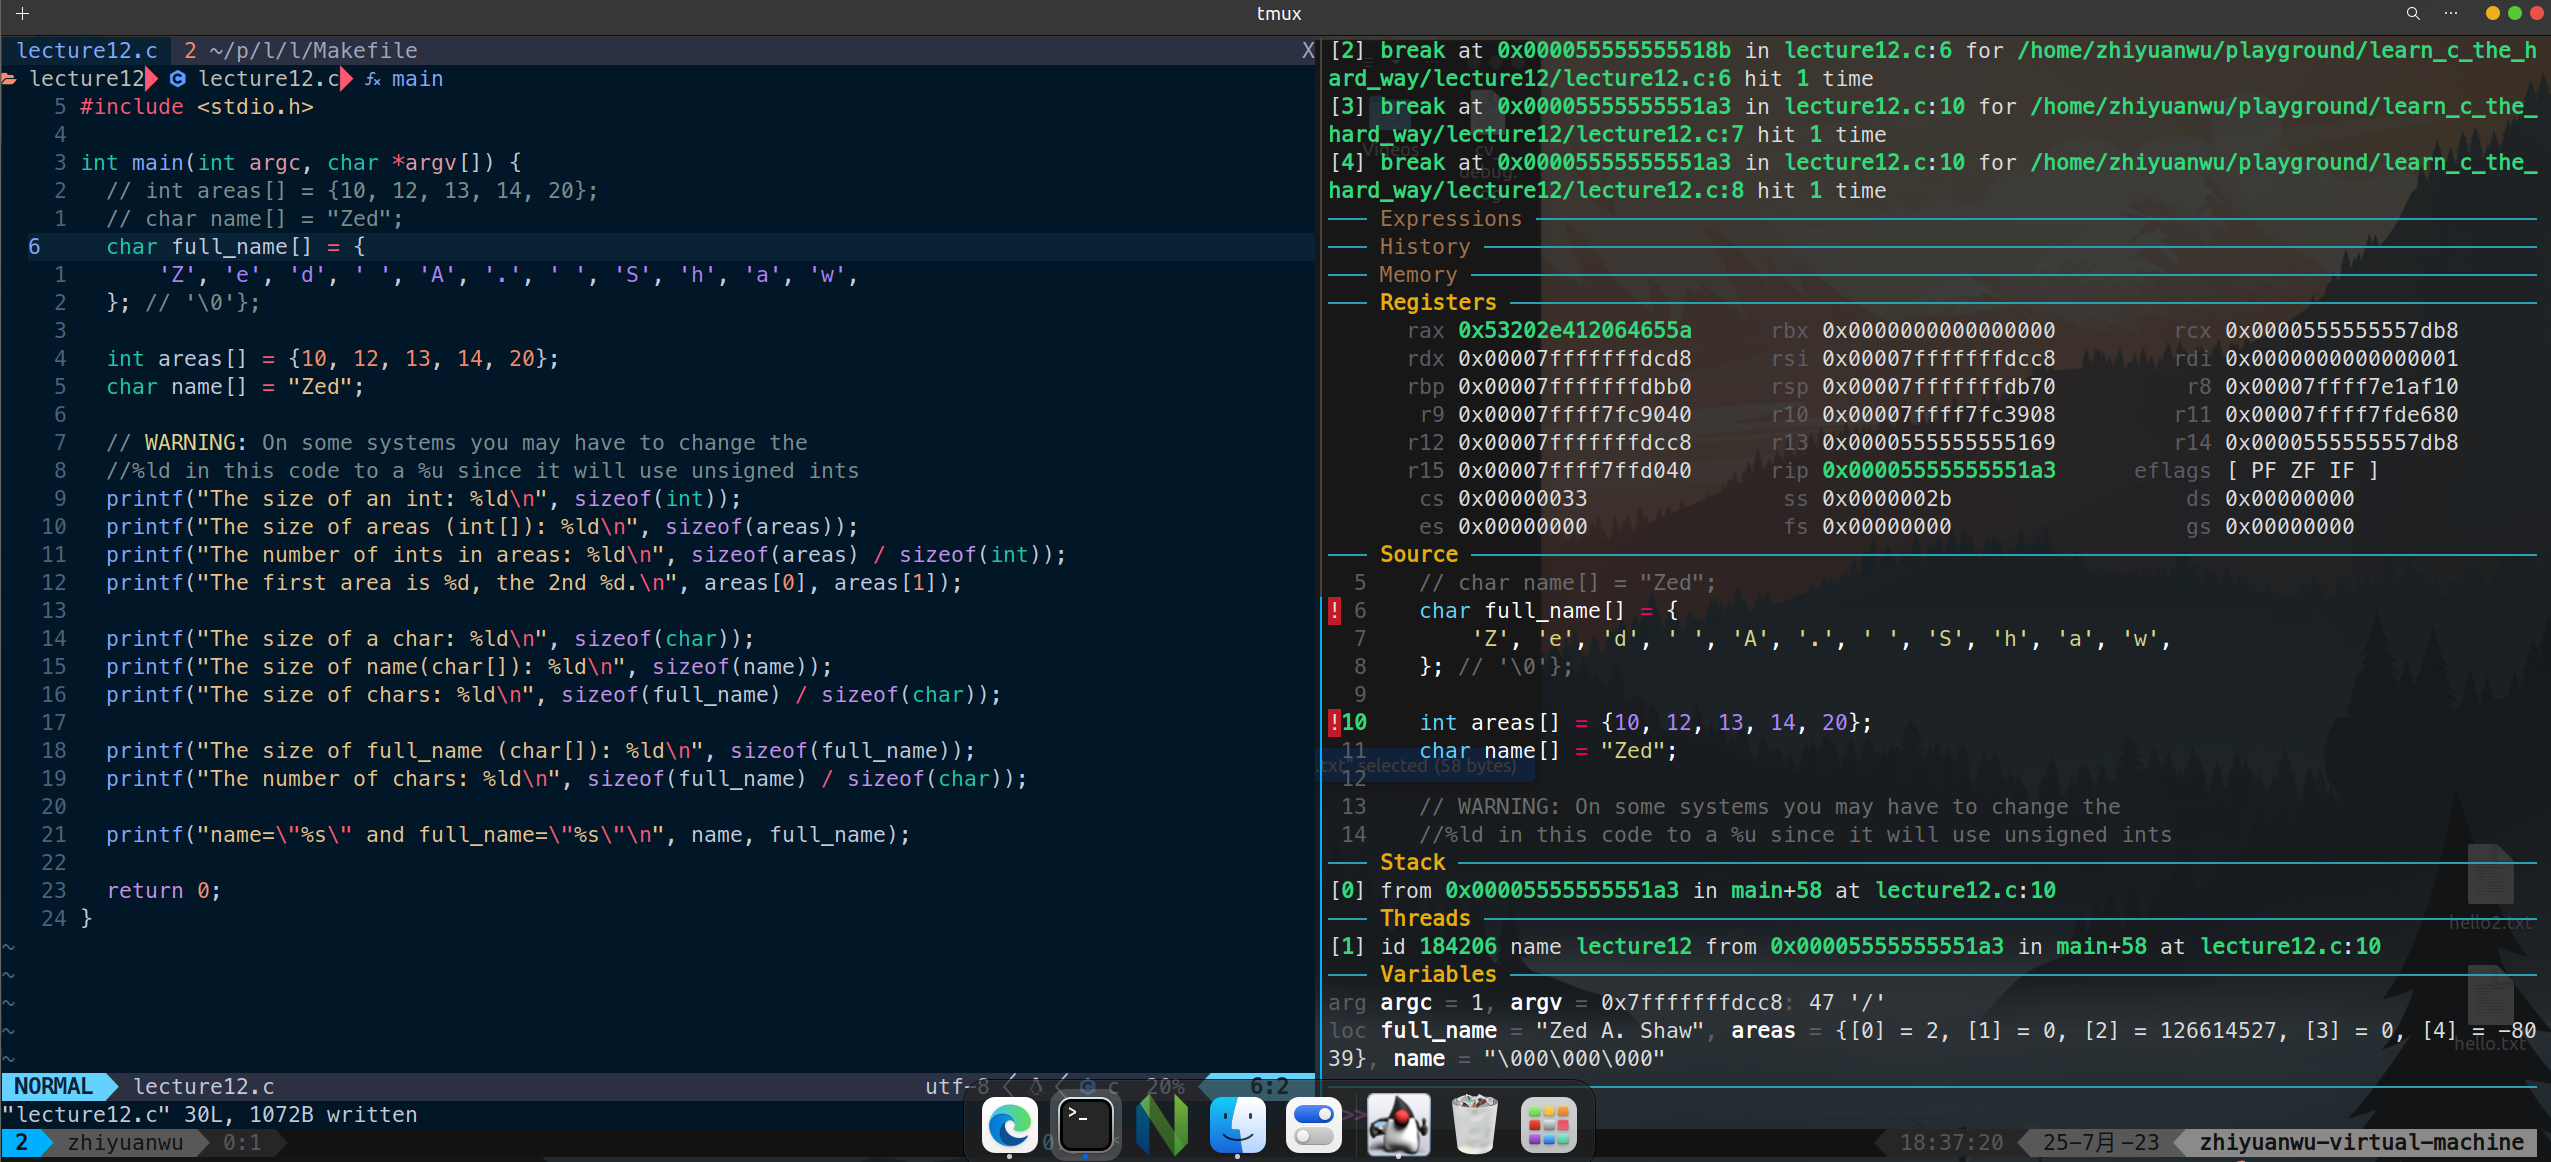 tmux
lecture12.c 2 ~/p/l/l/Makefile X
lecture12 lecture12.c main
5 #include <stdio.h>
4
3 int main(int argc, char *argv[]) {
2 // int areas[] = {10, 12, 13, 14, 20};
1 // char name[] = "Zed";
6 char full_name[] = {
1 'Z', 'e', 'd', ' ', 'A', '.', ' ', 'S', 'h', 'a', 'w',
2 }; // '\0'};
3
4 int areas[] = {10, 12, 13, 14, 20};
5 char name[] = "Zed";
6
7 // WARNING: On some systems you may have to change the
8 //%ld in this code to a %u since it will use unsigned ints
9 printf("The size of an int: %ld\n", sizeof(int));
10 printf("The size of areas (int[]): %ld\n", sizeof(areas));
11 printf("The number of ints in areas: %ld\n", sizeof(areas) / sizeof(int));
12 printf("The first area is %d, the 2nd %d.\n", areas[0], areas[1]);
13
14 printf("The size of a char: %ld\n", sizeof(char));
15 printf("The size of name(char[]): %ld\n", sizeof(name));
16 printf("The size of chars: %ld\n", sizeof(full_name) / sizeof(char));
17
18 printf("The size of full_name (char[]): %ld\n", sizeof(full_name));
19 printf("The number of chars: %ld\n", sizeof(full_name) / sizeof(char));
20
21 printf("name=\"%s\" and full_name=\"%s\"\n", name, full_name);
22
23 return 0;
24 }
~
~
~
~
~
NORMAL lecture12.c utf-8 c 20% 6:2
"lecture12.c" 30L, 1072B written
2 zhiyuanwu 0:1
[2] break at 0x000055555555518b in lecture12.c:6 for /home/zhiyuanwu/playground/learn_c_the_h
ard_way/lecture12/lecture12.c:6 hit 1 time
[3] break at 0x00005555555551a3 in lecture12.c:10 for /home/zhiyuanwu/playground/learn_c_the_
hard_way/lecture12/lecture12.c:7 hit 1 time
[4] break at 0x00005555555551a3 in lecture12.c:10 for /home/zhiyuanwu/playground/learn_c_the_
hard_way/lecture12/lecture12.c:8 hit 1 time
Expressions
History
Memory
Registers
rax 0x53202e412064655a rbx 0x0000000000000000 rcx 0x0000555555557db8
rdx 0x00007fffffffdcd8 rsi 0x00007fffffffdcc8 rdi 0x0000000000000001
rbp 0x00007fffffffdbb0 rsp 0x00007fffffffdb70 r8 0x00007ffff7e1af10
r9 0x00007ffff7fc9040 r10 0x00007ffff7fc3908 r11 0x00007ffff7fde680
r12 0x00007fffffffdcc8 r13 0x0000555555555169 r14 0x0000555555557db8
r15 0x00007ffff7ffd040 rip 0x00005555555551a3 eflags [ PF ZF IF ]
cs 0x00000033 ss 0x0000002b ds 0x00000000
es 0x00000000 fs 0x00000000 gs 0x00000000
Source
5 // char name[] = "Zed";
! 6 char full_name[] = {
7 'Z', 'e', 'd', ' ', 'A', '.', ' ', 'S', 'h', 'a', 'w',
8 }; // '\0'};
9
!10 int areas[] = {10, 12, 13, 14, 20};
11 char name[] = "Zed";
.txt" selected (58 bytes)
12
13 // WARNING: On some systems you may have to change the
14 //%ld in this code to a %u since it will use unsigned ints
Stack
[0] from 0x00005555555551a3 in main+58 at lecture12.c:10
hello2.txt
Threads
[1] id 184206 name lecture12 from 0x00005555555551a3 in main+58 at lecture12.c:10
Variables
arg argc = 1, argv = 0x7fffffffdcc8: 47 '/'
loc full_name = "Zed A. Shaw", areas = {[0] = 2, [1] = 0, [2] = 126614527, [3] = 0, [4] = -80
39}, name = "\000\000\000"
hello.txt
>>
18:37:20 25-7月-23 zhiyuanwu-virtual-machine